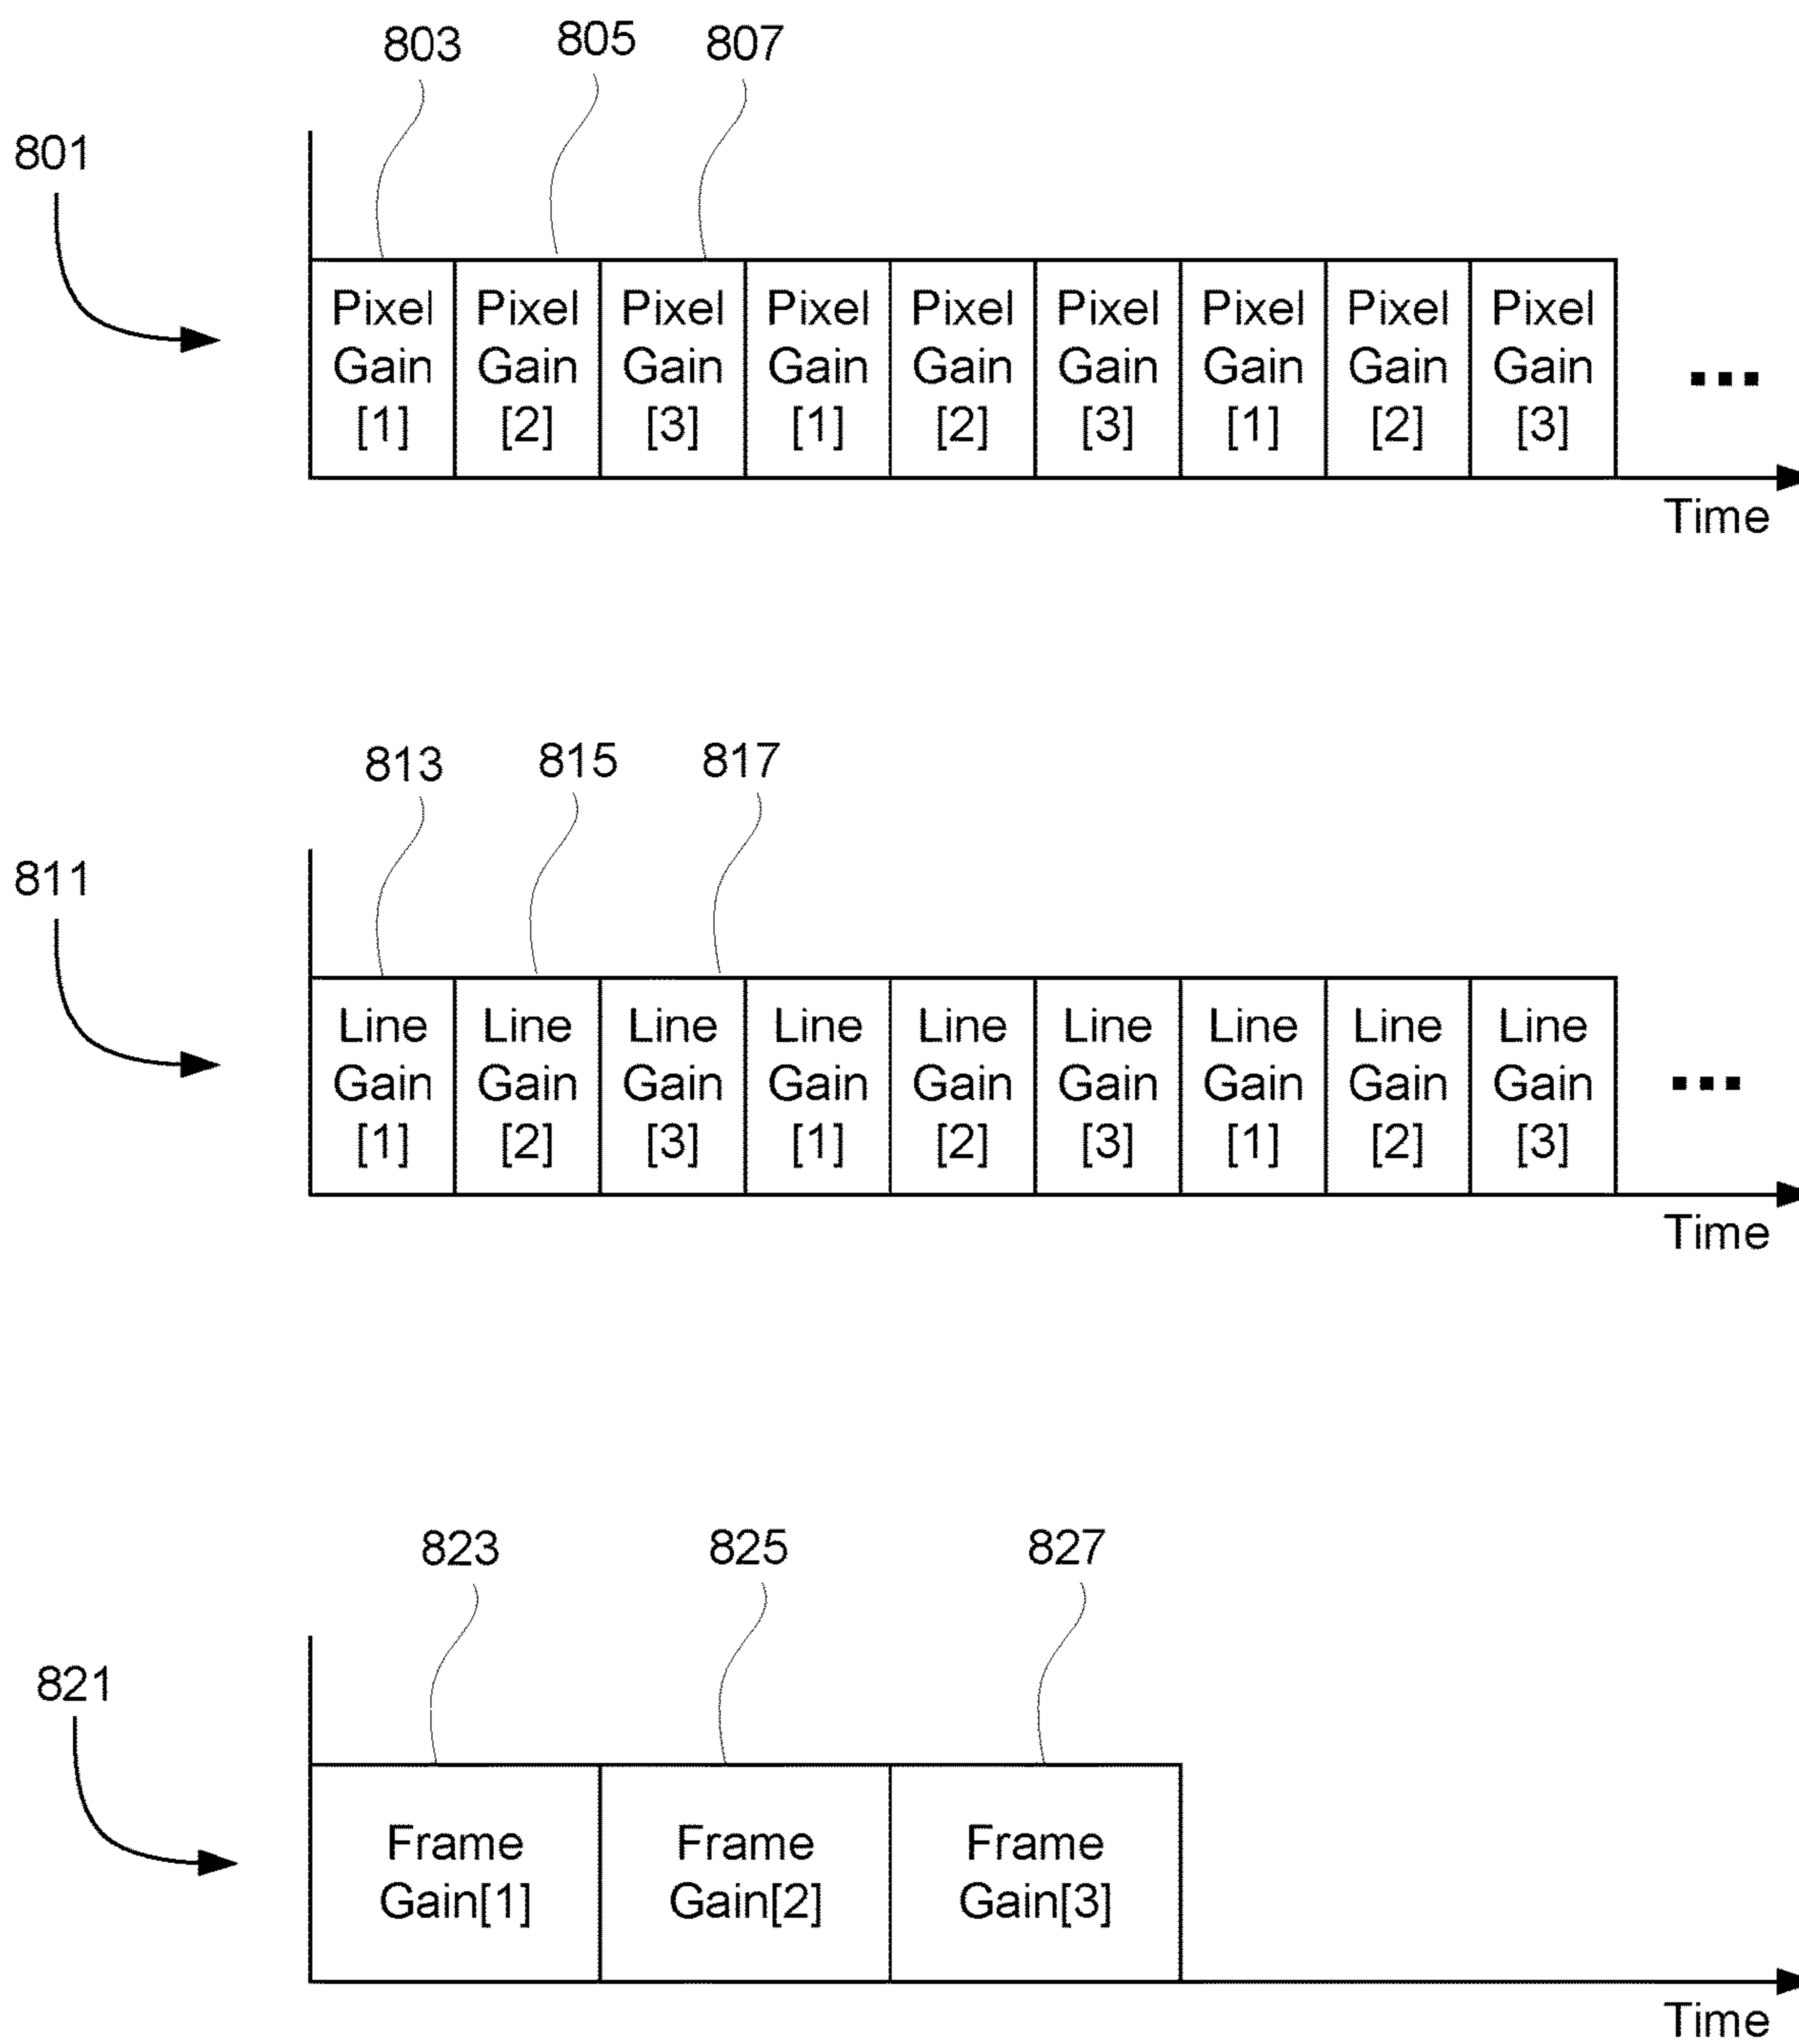 803 805 807
801
Pixel Pixel Pixel Pixel Pixel Pixel Pixel Pixel Pixel
Gain Gain Gain Gain Gain Gain Gain Gain Gain
[1] [2] [3] [1] [2] [3] [1] [2] [3]
...
Time
813 815 817
811
Line Line Line Line Line Line Line Line Line
Gain Gain Gain Gain Gain Gain Gain Gain Gain
[1] [2] [3] [1] [2] [3] [1] [2] [3]
...
Time
823 825 827
821
Frame Frame Frame
Gain[1] Gain[2] Gain[3]
Time